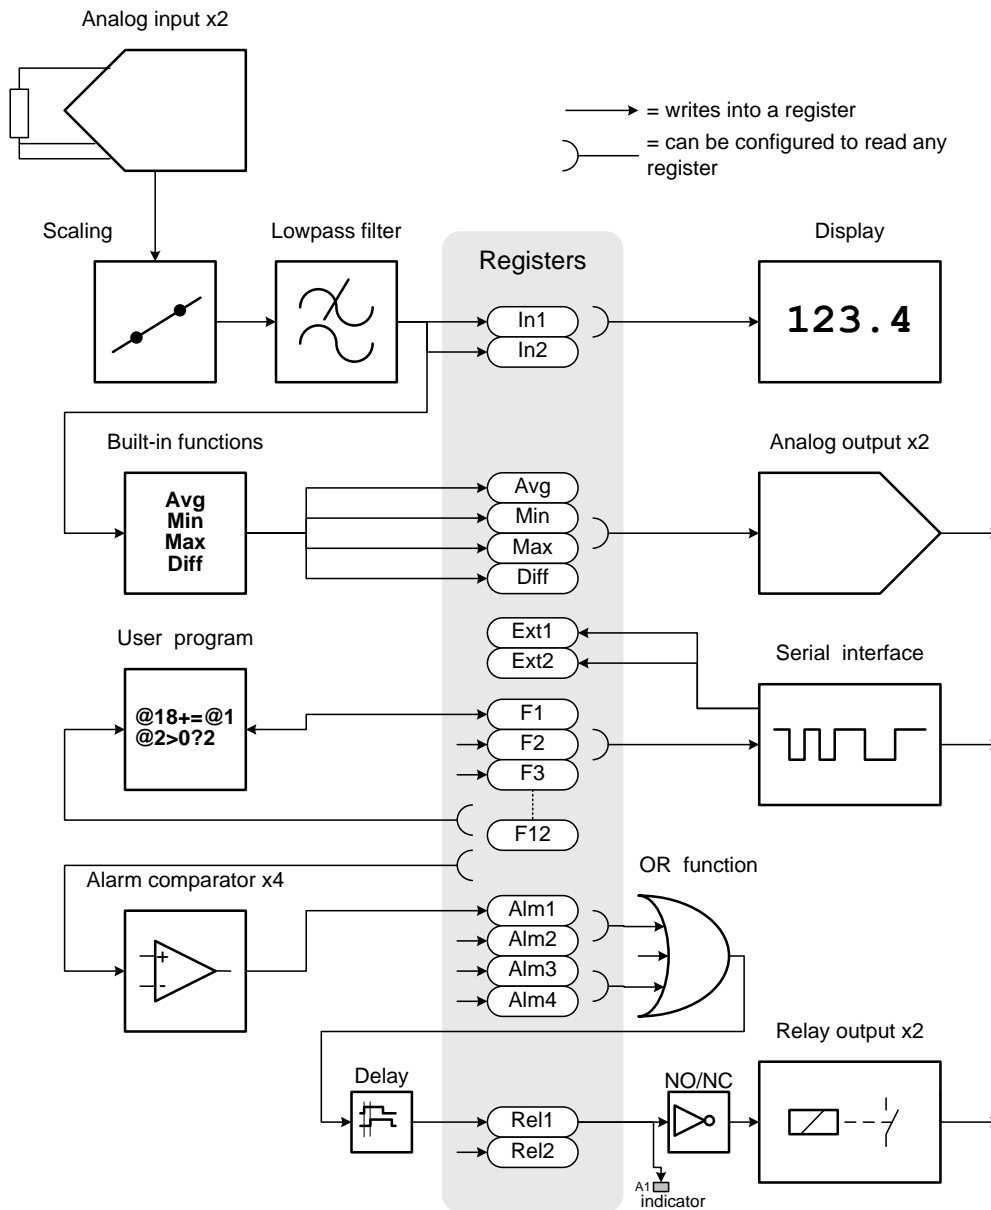 Analog input x2
= writes into a register
= can be configured to read any
register
Scaling
Lowpass filter
Registers
Display
In1
In2
123.4
Built-in functions
Analog output x2
Avg
Min
Max
Diff
Avg
Min
Max
Diff
User program
Ext1
Ext2
Serial interface
@18+=@1
@2>0?2
F1
F2
F3
F12
OR function
Alarm comparator x4
+
-
Alm1
Alm2
Alm3
Alm4
Relay output x2
Delay
NO/NC
Rel1
Rel2
A1
indicator